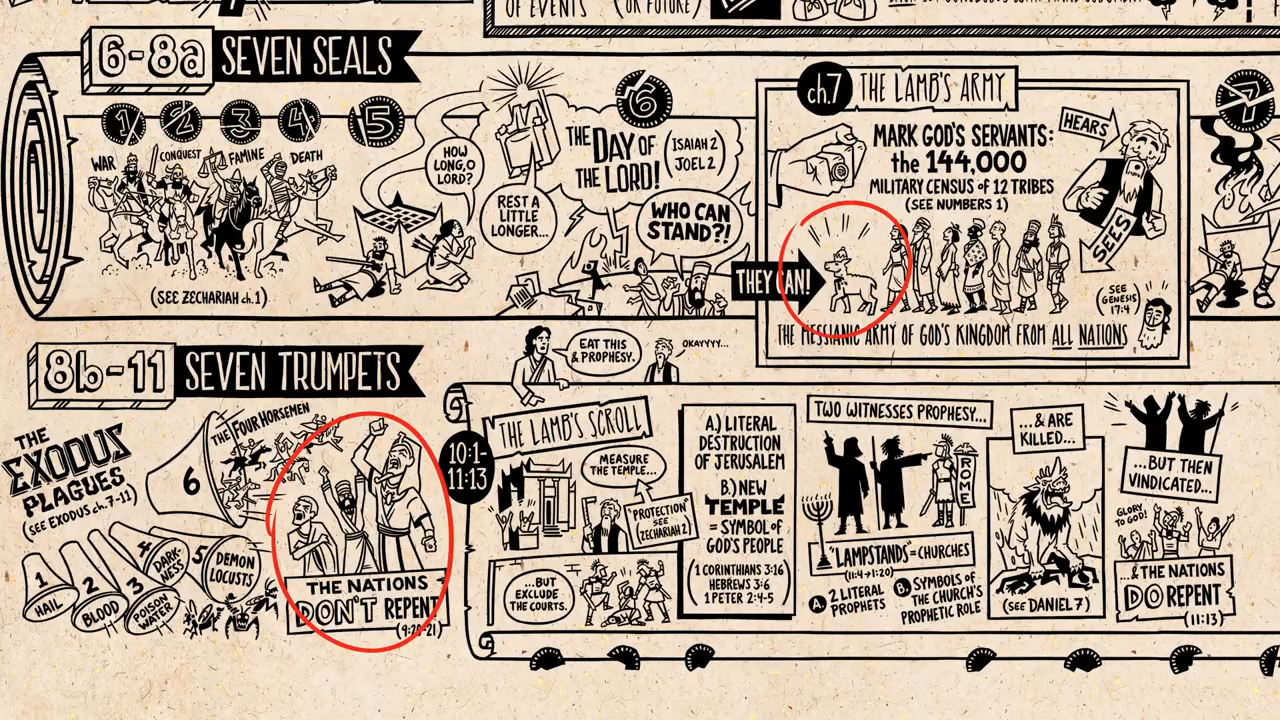 OF EVENTS
(OR FUTURE)
6-8a SEVEN SEALS
1 2 3 4 5
WAR CONQUEST FAMINE DEATH
(SEE ZECHARIAH ch.1)
HOW
LONG, O
LORD?
REST A
LITTLE
LONGER...
6
THE DAY OF
THE LORD!
(ISAIAH 2
JOEL 2)
WHO CAN
STAND?!
THEY CAN!
ch.7 THE LAMB'S ARMY
MARK GOD'S SERVANTS:
the 144,000
MILITARY CENSUS of 12 TRIBES
(SEE NUMBERS 1)
HEARS
SEES
(SEE
GENESIS
17:4)
THE MESSIANIC ARMY OF GOD'S KINGDOM FROM ALL NATIONS
7
8b-11 SEVEN TRUMPETS
THE
EXODUS
PLAGUES
(SEE EXODUS ch.7-11)
6
THE FOUR HORSEMEN
1
HAIL
2
BLOOD
3
POISON
WATER
4
DARK-
NESS
5
DEMON
LOCUSTS
THE NATIONS
DON'T REPENT
(9:20-21)
EAT THIS
& PROPHESY.
OKAYYYY...
10:1-
11:13
THE LAMB'S SCROLL
MEASURE
THE TEMPLE...
"PROTECTION"
SEE
ZECHARIAH 2
...BUT
EXCLUDE
THE COURTS.
A.) LITERAL
DESTRUCTION
OF JERUSALEM
B.) NEW
TEMPLE
= SYMBOL of
GOD'S PEOPLE
(1 CORINTHIANS 3:16
HEBREWS 3:6
1 PETER 2:4-5)
TWO WITNESSES PROPHESY...
ROME
"LAMPSTANDS" = CHURCHES
(11:4→1:20)
A. 2 LITERAL
PROPHETS
B. SYMBOLS OF
THE CHURCH'S
PROPHETIC ROLE
...& ARE
KILLED...
(SEE DANIEL 7)
...BUT THEN
VINDICATED...
GLORY
TO GOD!
...& THE NATIONS
DO REPENT
(11:13)